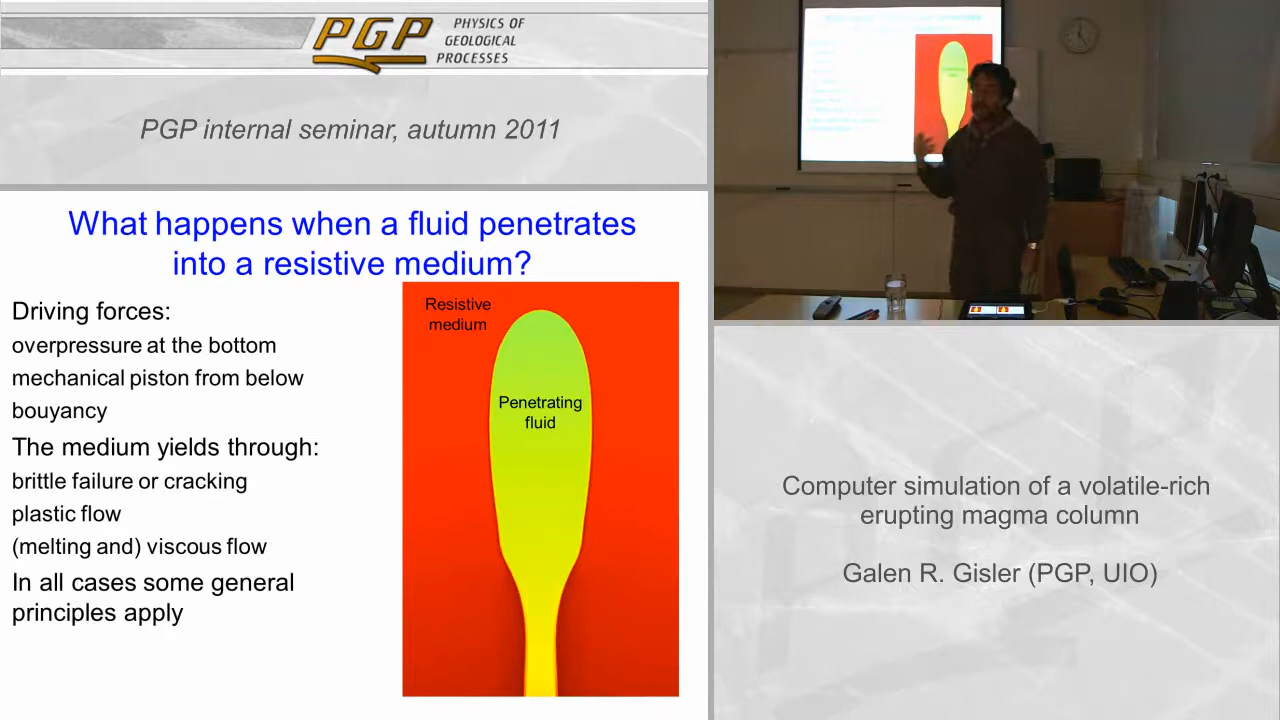 PGP
PHYSICS OF
GEOLOGICAL
PROCESSES
PGP internal seminar, autumn 2011
What happens when a fluid penetrates
into a resistive medium?
Driving forces:
overpressure at the bottom
mechanical piston from below
bouyancy
The medium yields through:
brittle failure or cracking
plastic flow
(melting and) viscous flow
In all cases some general
principles apply
Resistive
medium
Penetrating
fluid
Computer simulation of a volatile-rich
erupting magma column
Galen R. Gisler (PGP, UIO)